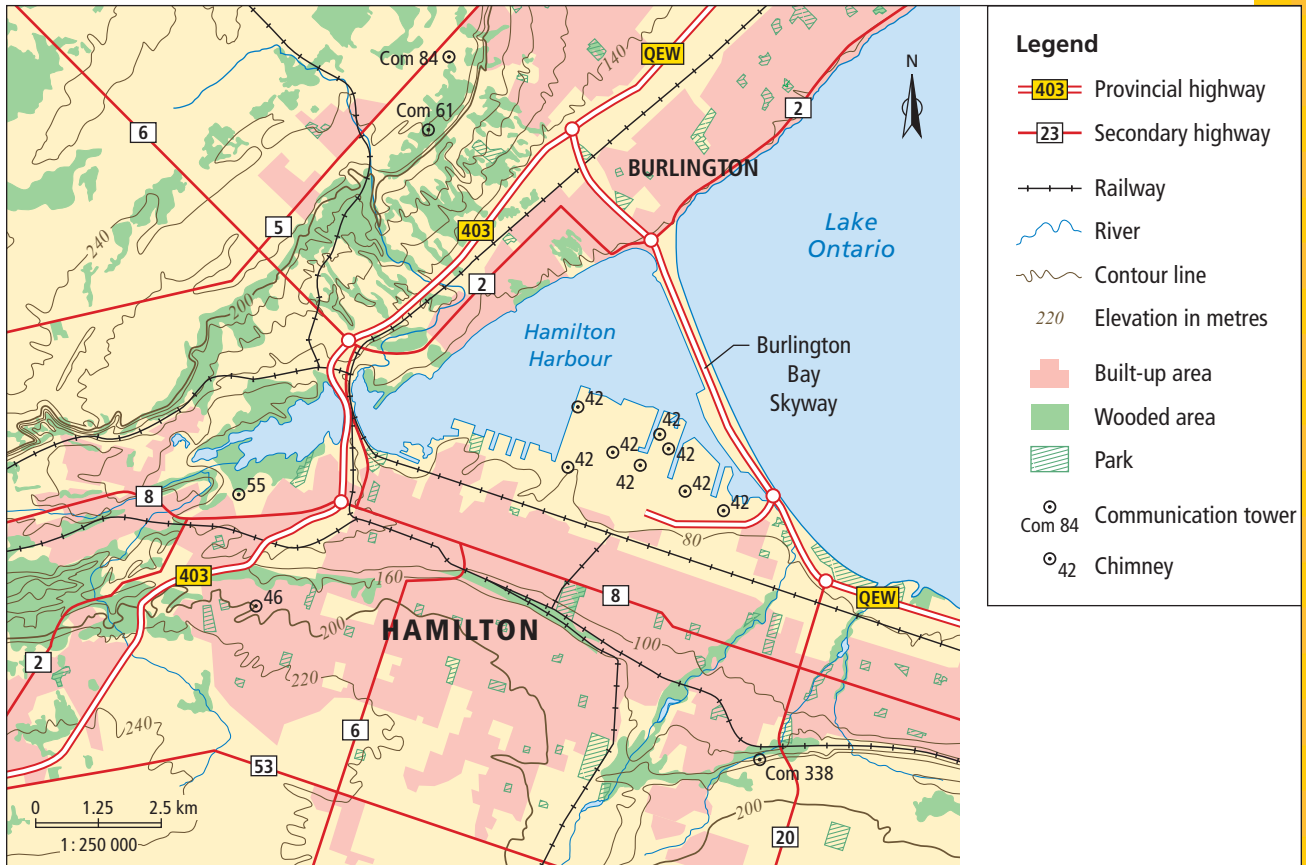 Com 84
140
QEW
6
Com 61
2
BURLINGTON
N
240
5
403
Lake
Ontario
2
200
Hamilton
Harbour
Burlington
Bay
Skyway
42
42
42
42
42
42
42
42
55
8
80
403
160
46
8
QEW
200
HAMILTON
100
2
220
240
6
53
Com 338
200
20
0 1.25 2.5 km
1 : 250 000
Legend
403 Provincial highway
23 Secondary highway
Railway
River
Contour line
220 Elevation in metres
Built-up area
Wooded area
Park
Com 84 Communication tower
42 Chimney